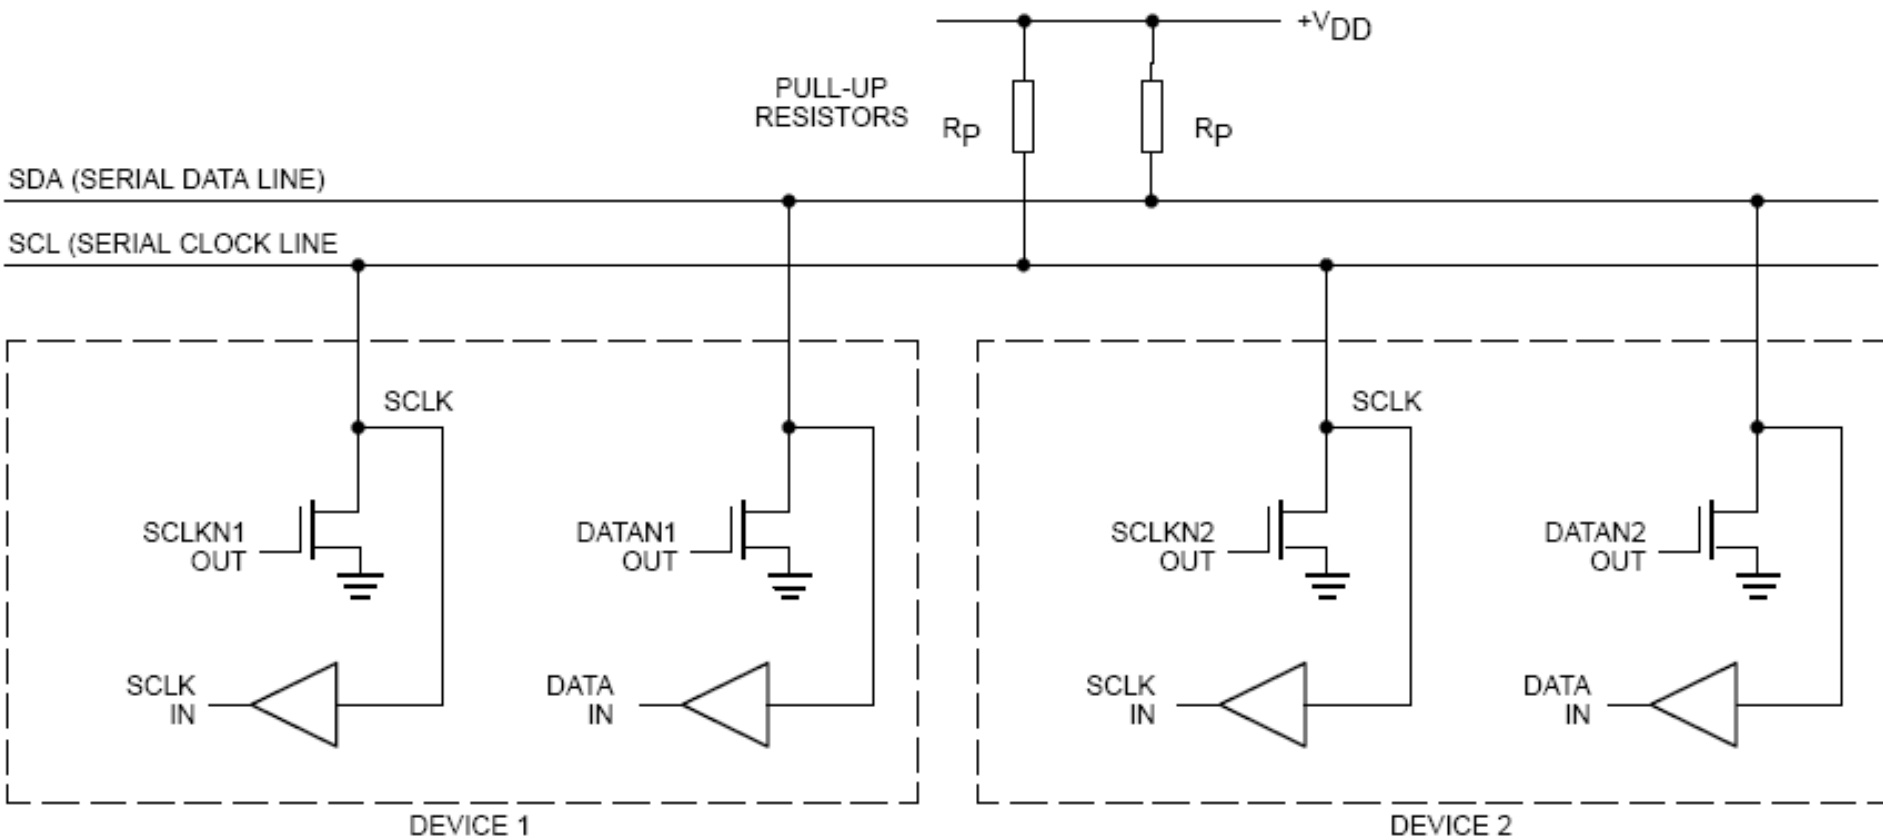 +VDD
PULL-UP
RESISTORS
RP
RP
SDA (SERIAL DATA LINE)
SCL (SERIAL CLOCK LINE
SCLK
SCLK
SCLKN1
OUT
DATAN1
OUT
SCLKN2
OUT
DATAN2
OUT
SCLK
IN
DATA
IN
SCLK
IN
DATA
IN
DEVICE 1
DEVICE 2